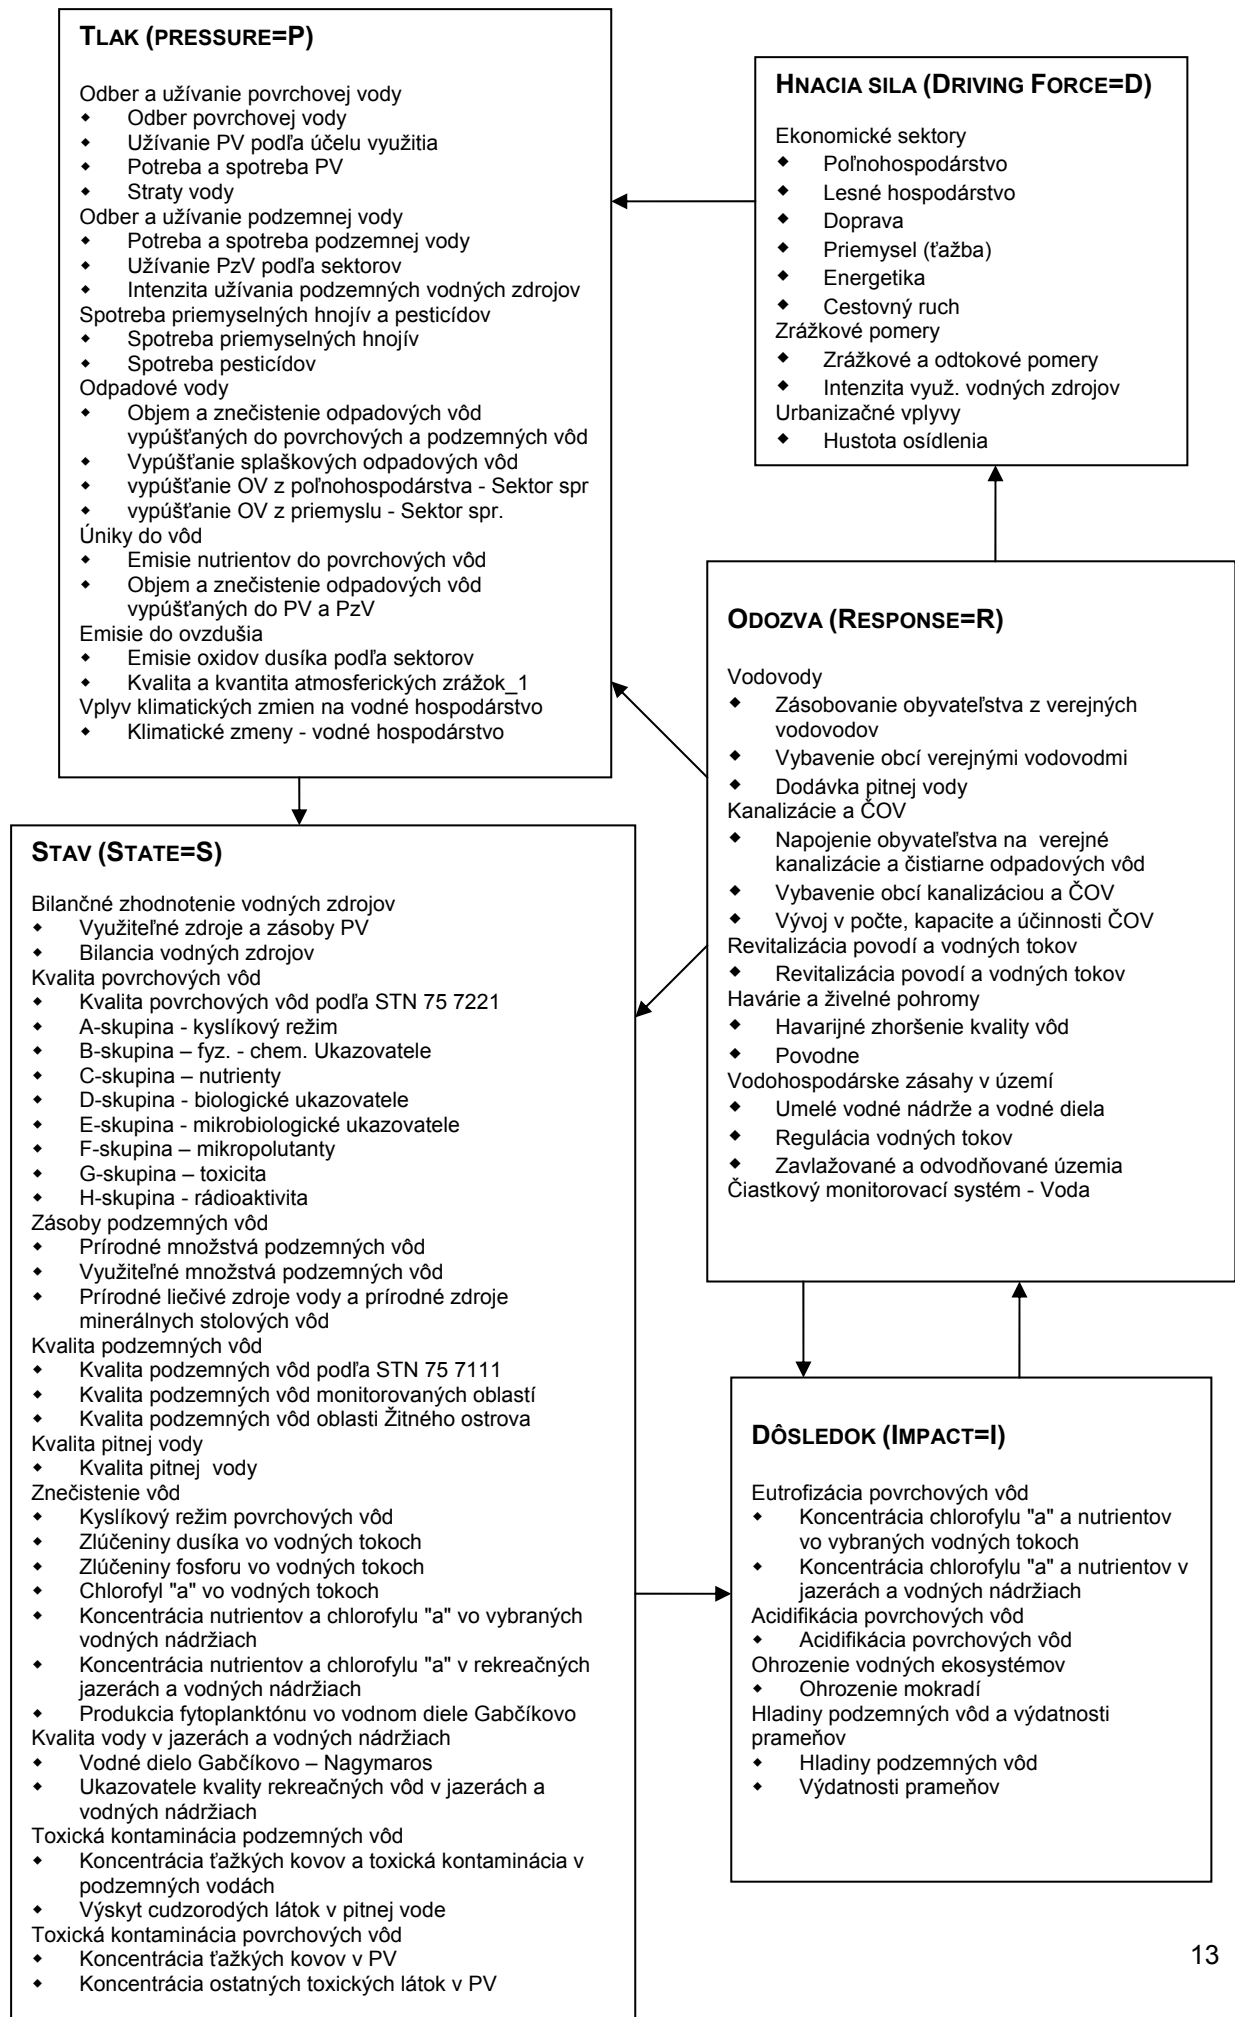 TLAK (PRESSURE=P)
Odber a užívanie povrchovej vody
◆ Odber povrchovej vody
◆ Užívanie PV podľa účelu využitia
◆ Potreba a spotreba PV
◆ Straty vody
Odber a užívanie podzemnej vody
◆ Potreba a spotreba podzemnej vody
◆ Užívanie PzV podľa sektorov
◆ Intenzita užívania podzemných vodných zdrojov
Spotreba priemyselných hnojív a pesticídov
◆ Spotreba priemyselných hnojív
◆ Spotreba pesticídov
Odpadové vody
◆ Objem a znečistenie odpadových vôd
vypúšťaných do povrchových a podzemných vôd
◆ Vypúšťanie splaškových odpadových vôd
◆ vypúšťanie OV z poľnohospodárstva - Sektor spr
◆ vypúšťanie OV z priemyslu - Sektor spr.
Úniky do vôd
◆ Emisie nutrientov do povrchových vôd
◆ Objem a znečistenie odpadových vôd
vypúšťaných do PV a PzV
Emisie do ovzdušia
◆ Emisie oxidov dusíka podľa sektorov
◆ Kvalita a kvantita atmosferických zrážok_1
Vplyv klimatických zmien na vodné hospodárstvo
◆ Klimatické zmeny - vodné hospodárstvo
HNACIA SILA (DRIVING FORCE=D)
Ekonomické sektory
◆ Poľnohospodárstvo
◆ Lesné hospodárstvo
◆ Doprava
◆ Priemysel (ťažba)
◆ Energetika
◆ Cestovný ruch
Zrážkové pomery
◆ Zrážkové a odtokové pomery
◆ Intenzita využ. vodných zdrojov
Urbanizačné vplyvy
◆ Hustota osídlenia
ODOZVA (RESPONSE=R)
Vodovody
◆ Zásobovanie obyvateľstva z verejných
vodovodov
◆ Vybavenie obcí verejnými vodovodmi
◆ Dodávka pitnej vody
Kanalizácie a ČOV
◆ Napojenie obyvateľstva na verejné
kanalizácie a čistiarne odpadových vôd
◆ Vybavenie obcí kanalizáciou a ČOV
◆ Vývoj v počte, kapacite a účinnosti ČOV
Revitalizácia povodí a vodných tokov
◆ Revitalizácia povodí a vodných tokov
Havárie a živelné pohromy
◆ Havarijné zhoršenie kvality vôd
◆ Povodne
Vodohospodárske zásahy v území
◆ Umelé vodné nádrže a vodné diela
◆ Regulácia vodných tokov
◆ Zavlažované a odvodňované územia
Čiastkový monitorovací systém - Voda
STAV (STATE=S)
Bilančné zhodnotenie vodných zdrojov
◆ Využiteľné zdroje a zásoby PV
◆ Bilancia vodných zdrojov
Kvalita povrchových vôd
◆ Kvalita povrchových vôd podľa STN 75 7221
◆ A-skupina - kyslíkový režim
◆ B-skupina – fyz. - chem. Ukazovatele
◆ C-skupina – nutrienty
◆ D-skupina - biologické ukazovatele
◆ E-skupina - mikrobiologické ukazovatele
◆ F-skupina – mikropolutanty
◆ G-skupina – toxicita
◆ H-skupina - rádioaktivita
Zásoby podzemných vôd
◆ Prírodné množstvá podzemných vôd
◆ Využiteľné množstvá podzemných vôd
◆ Prírodné liečivé zdroje vody a prírodné zdroje
minerálnych stolových vôd
Kvalita podzemných vôd
◆ Kvalita podzemných vôd podľa STN 75 7111
◆ Kvalita podzemných vôd monitorovaných oblastí
◆ Kvalita podzemných vôd oblasti Žitného ostrova
Kvalita pitnej vody
◆ Kvalita pitnej vody
Znečistenie vôd
◆ Kyslíkový režim povrchových vôd
◆ Zlúčeniny dusíka vo vodných tokoch
◆ Zlúčeniny fosforu vo vodných tokoch
◆ Chlorofyl "a" vo vodných tokoch
◆ Koncentrácia nutrientov a chlorofylu "a" vo vybraných
vodných nádržiach
◆ Koncentrácia nutrientov a chlorofylu "a" v rekreačných
jazerách a vodných nádržiach
◆ Produkcia fytoplanktónu vo vodnom diele Gabčíkovo
Kvalita vody v jazerách a vodných nádržiach
◆ Vodné dielo Gabčíkovo – Nagymaros
◆ Ukazovatele kvality rekreačných vôd v jazerách a
vodných nádržiach
Toxická kontaminácia podzemných vôd
◆ Koncentrácia ťažkých kovov a toxická kontaminácia v
podzemných vodách
◆ Výskyt cudzorodých látok v pitnej vode
Toxická kontaminácia povrchových vôd
◆ Koncentrácia ťažkých kovov v PV
◆ Koncentrácia ostatných toxických látok v PV
DÔSLEDOK (IMPACT=I)
Eutrofizácia povrchových vôd
◆ Koncentrácia chlorofylu "a" a nutrientov
vo vybraných vodných tokoch
◆ Koncentrácia chlorofylu "a" a nutrientov v
jazerách a vodných nádržiach
Acidifikácia povrchových vôd
◆ Acidifikácia povrchových vôd
Ohrozenie vodných ekosystémov
◆ Ohrozenie mokradí
Hladiny podzemných vôd a výdatnosti
prameňov
◆ Hladiny podzemných vôd
◆ Výdatnosti prameňov
13